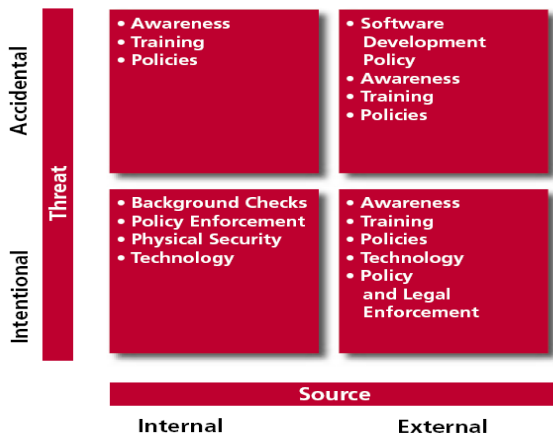 Accidental
• Awareness
• Training
• Policies
• Software
Development
Policy
• Awareness
• Training
• Policies
Threat
Intentional
• Background Checks
• Policy Enforcement
• Physical Security
• Technology
• Awareness
• Training
• Policies
• Technology
• Policy
and Legal
Enforcement
Source
Internal
External